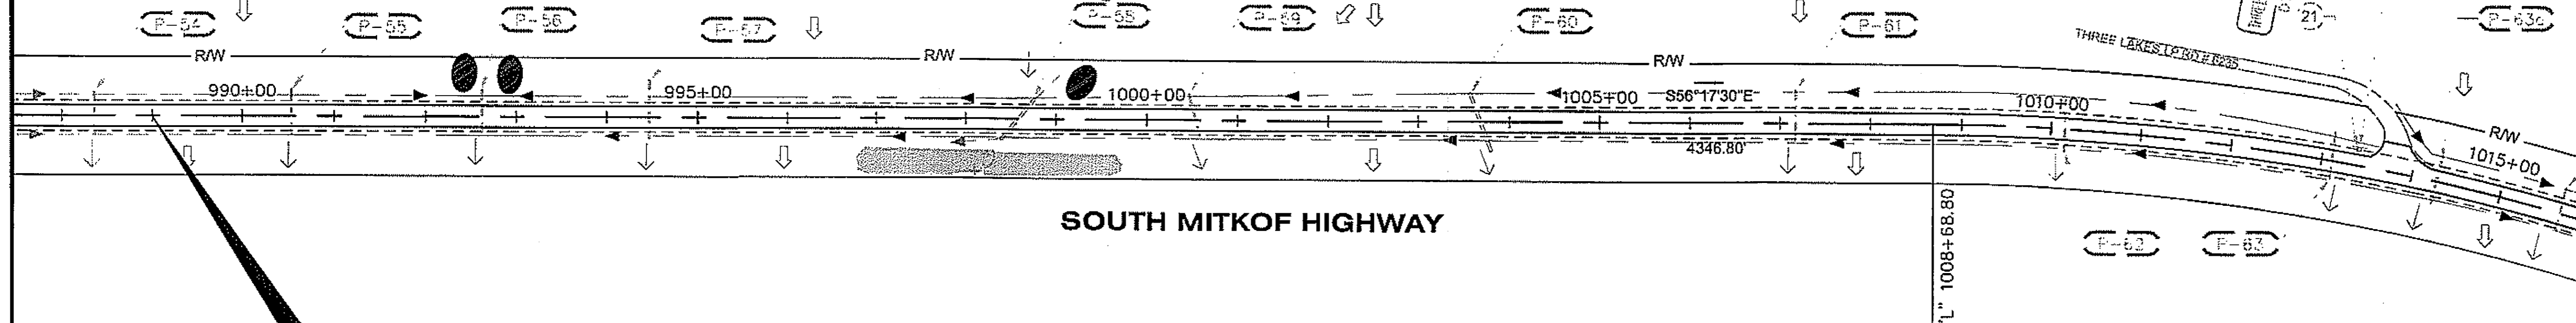 P-54
P-55
P-56
P-57
P-58
P-59
P-60
P-61
21
P-63c
THREE LAKES LP RD # 6235
R/W
R/W
R/W
R/W
990+00
995+00
1000+00
1005+00
S56°17'30"E
1010+00
1015+00
4346.80'
SOUTH MITKOF HIGHWAY
"L" 1008+68.80
P-62
P-63